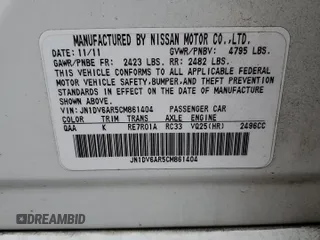 MANUFACTURED BY NISSAN MOTOR CO.,LTD.
DATE: 11/11 GVWR/PNBV: 4795 LBS.
GAWR/PNBE FR: 2423 LBS. RR: 2482 LBS.
THIS VEHICLE CONFORMS TO ALL APPLICABLE FEDERAL
MOTOR VEHICLE SAFETY, BUMPER, AND THEFT PREVENTION
STANDARDS IN EFFECT ON THE DATE OF MANUFACTURE
SHOWN ABOVE.
VIN: JN1DV6AR5CM861404 PASSENGER CAR
COLOR TRIM TRANS AXLE ENGINE
QAA K RE7R01A RC33 VQ25(HR) 2496CC
JN1DV6AR5CM861404
DREAMBID